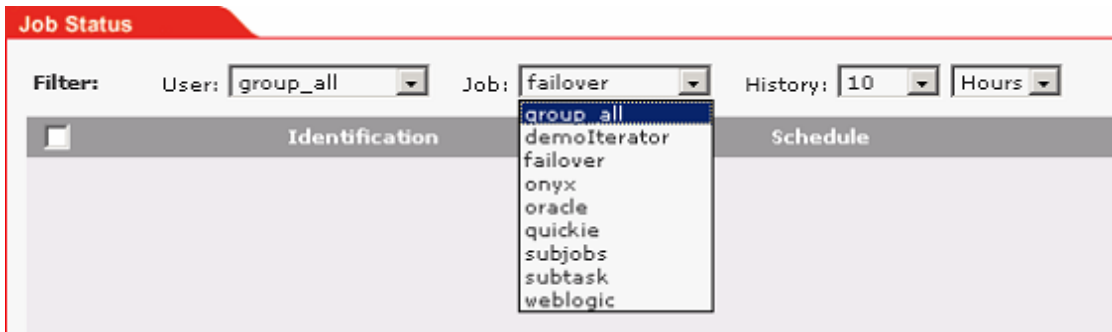 Job Status
Filter: User: group_all Job: failover History: 10 Hours
Identification Schedule
group_all
demoIterator
failover
onyx
oracle
quickie
subjobs
subtask
weblogic